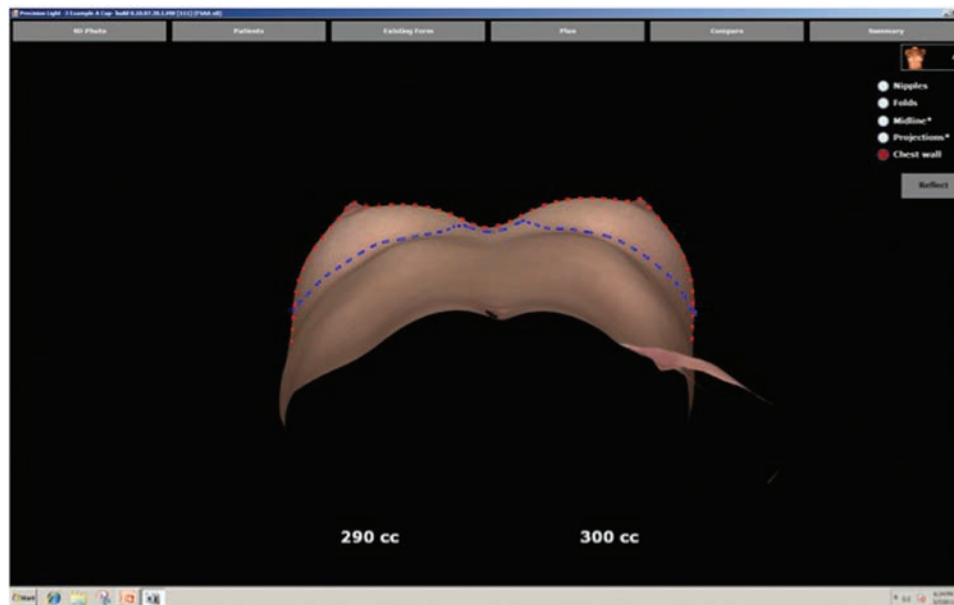 4D Photo
Patients
Existing Form
Plan
Compare
Summary
Nipples
Folds
Midline*
Projections*
Chest wall
Reflect
290 cc
300 cc
Start